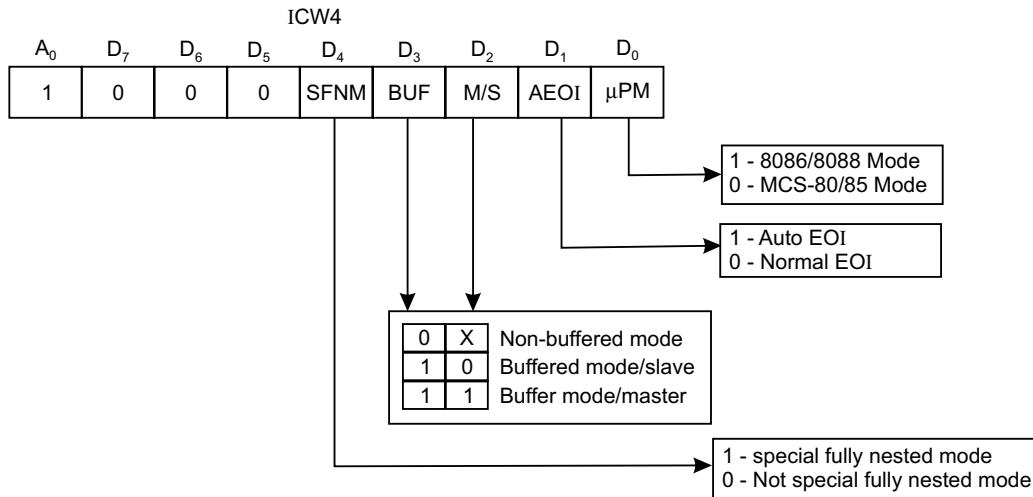 ICW4
A0 D7 D6 D5 D4 D3 D2 D1 D0
1 0 0 0 SFNM BUF M/S AEOI µPM
1 - 8086/8088 Mode
0 - MCS-80/85 Mode
1 - Auto EOI
0 - Normal EOI
0 X Non-buffered mode
1 0 Buffered mode/slave
1 1 Buffer mode/master
1 - special fully nested mode
0 - Not special fully nested mode